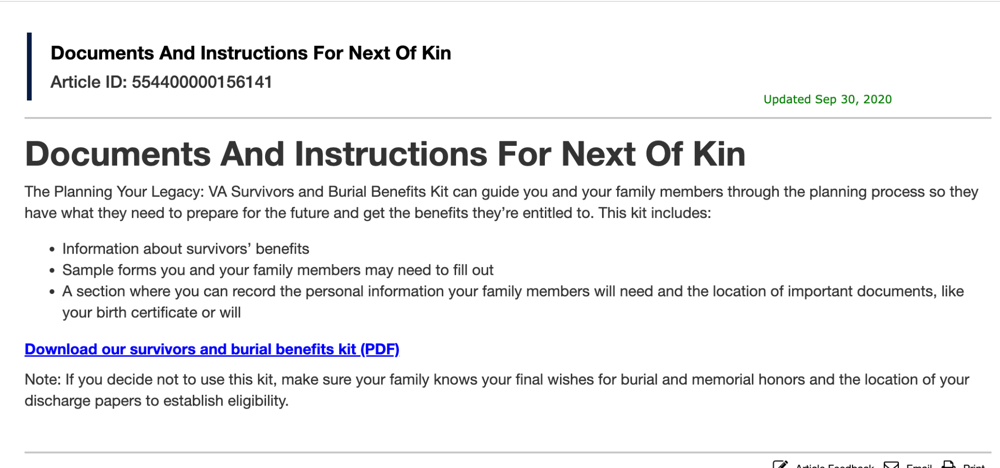 Documents And Instructions For Next Of Kin
Article ID: 554400000156141
Updated Sep 30, 2020
Documents And Instructions For Next Of Kin
The Planning Your Legacy: VA Survivors and Burial Benefits Kit can guide you and your family members through the planning process so they
have what they need to prepare for the future and get the benefits they’re entitled to. This kit includes:
• Information about survivors’ benefits
• Sample forms you and your family members may need to fill out
• A section where you can record the personal information your family members will need and the location of important documents, like
your birth certificate or will
Download our survivors and burial benefits kit (PDF)
Note: If you decide not to use this kit, make sure your family knows your final wishes for burial and memorial honors and the location of your
discharge papers to establish eligibility.
Article Feedback Email Print